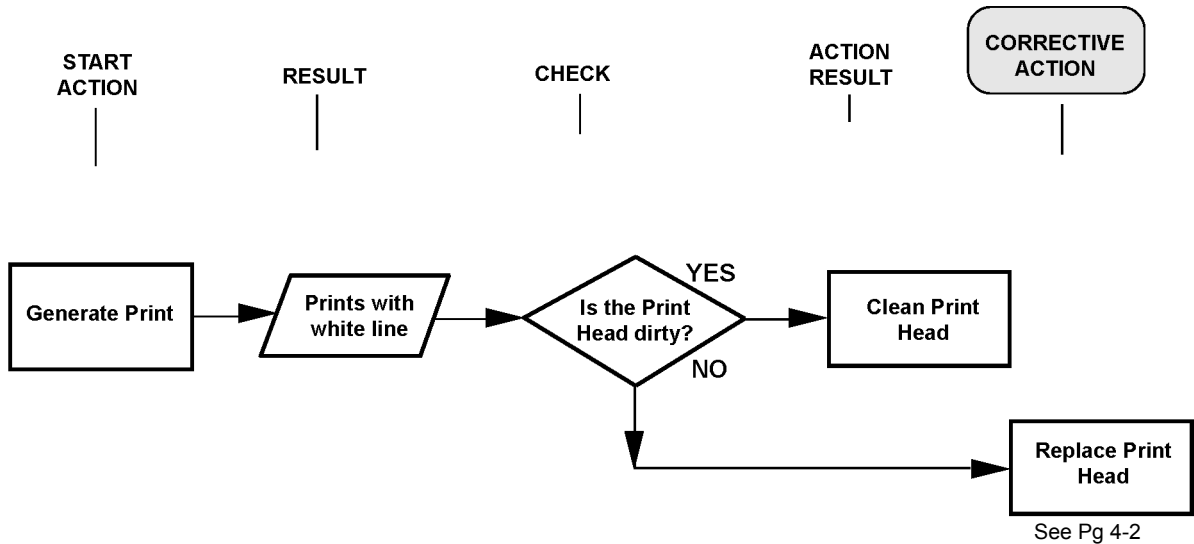 START
ACTION
RESULT
CHECK
ACTION
RESULT
CORRECTIVE
ACTION
Generate Print
Prints with
white line
Is the Print
Head dirty?
YES
NO
Clean Print
Head
Replace Print
Head
See Pg 4-2